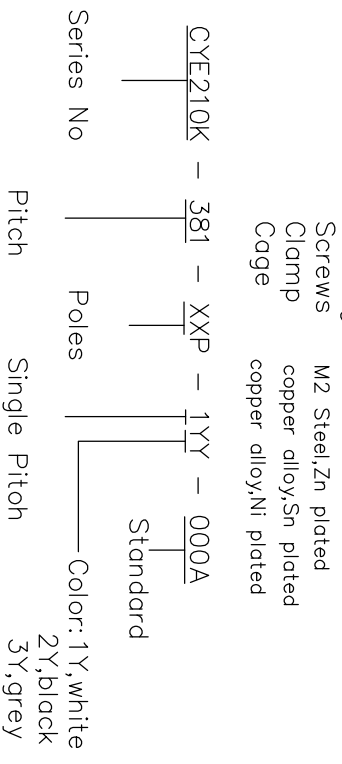 Screws M2 Steel,Zn plated
Clamp copper alloy,Sn plated
Cage copper alloy,Ni plated
CYE210K - 381 - XXP - 1YY - 000A
Standard
Series No
Pitch
Poles
Single Pitoh
Color: 1Y,white
2Y,black
3Y,grey